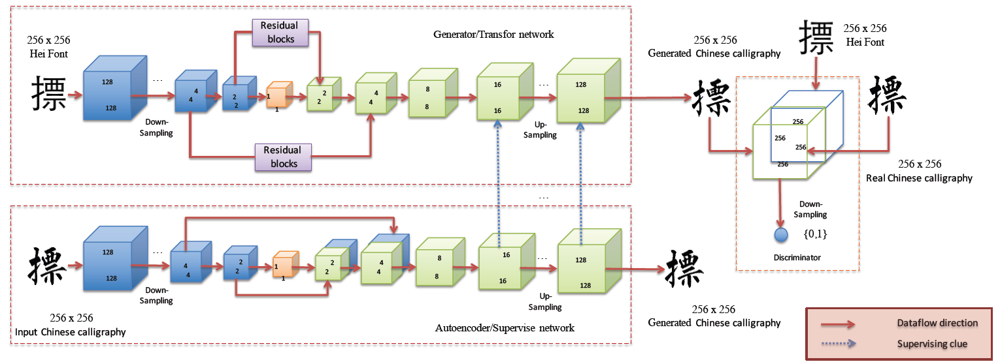 256 x 256
Hei Font
標
128
128
...
Down-
Sampling
4
4
2
2
1
1
Residual
blocks
Residual
blocks
2
2
4
4
8
8
16
16
...
Up-
Sampling
128
128
Generator/Transfor network
256 x 256
Generated Chinese calligraphy
標
標
256 x 256
Hei Font
標
256 x 256
Real Chinese calligraphy
256
256
256
256
Down-
Sampling
{0,1}
Discriminator
...
標
256 x 256
Input Chinese calligraphy
128
128
...
Down-
Sampling
4
4
2
2
1
1
2
2
4
4
8
8
16
16
...
Up-
Sampling
128
128
Autoencoder/Supervise network
標
256 x 256
Generated Chinese calligraphy
Dataflow direction
Supervising clue